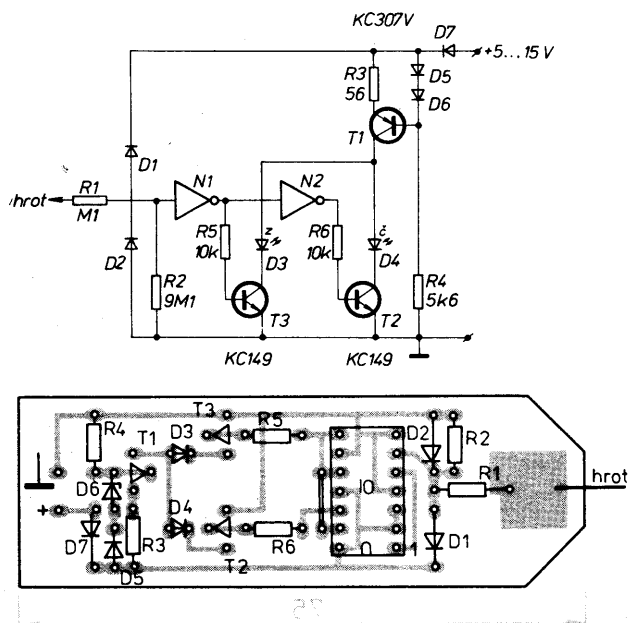 KC307V
D7
+5...15 V
R3
56
D5
D6
T1
D1
N1
N2
hrot
R1
M1
R5
10k
R6
10k
z
č
D3
D4
D2
R2
9M1
R4
5k6
T3
T2
KC149
KC149
T3
R5
R4
T1
D3
D2
R2
R1
hrot
D6
IO
+
D4
D7
R3
R6
1
D1
D5
T2
75